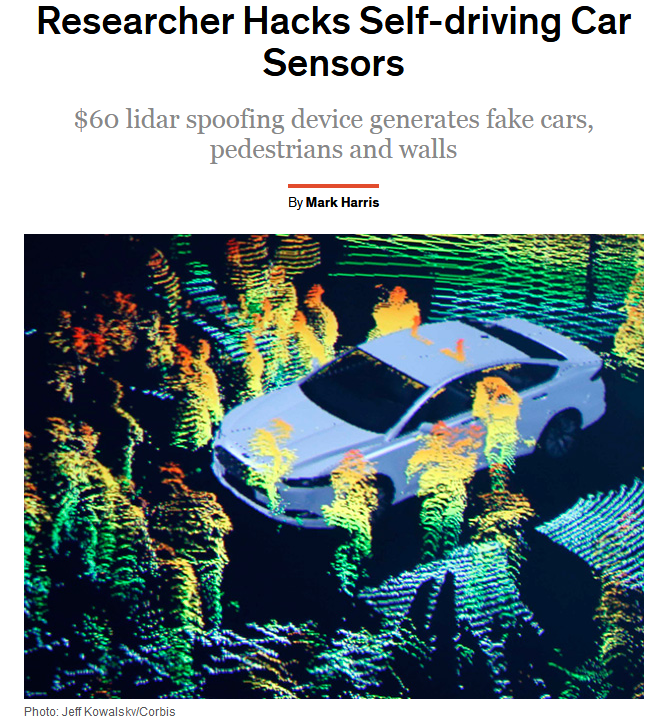 Researcher Hacks Self-driving Car
Sensors
$60 lidar spoofing device generates fake cars,
pedestrians and walls
By Mark Harris
Photo: Jeff Kowalsky/Corbis